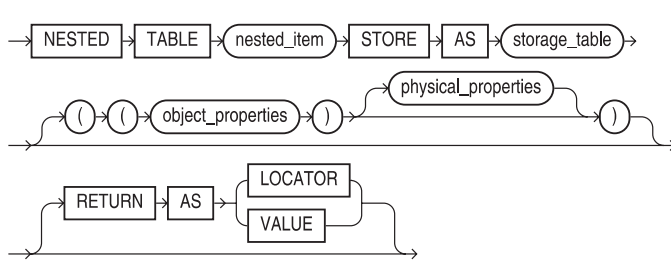 NESTED TABLE nested_item STORE AS storage_table
physical_properties
( ( object_properties ) )
LOCATOR
RETURN AS
VALUE